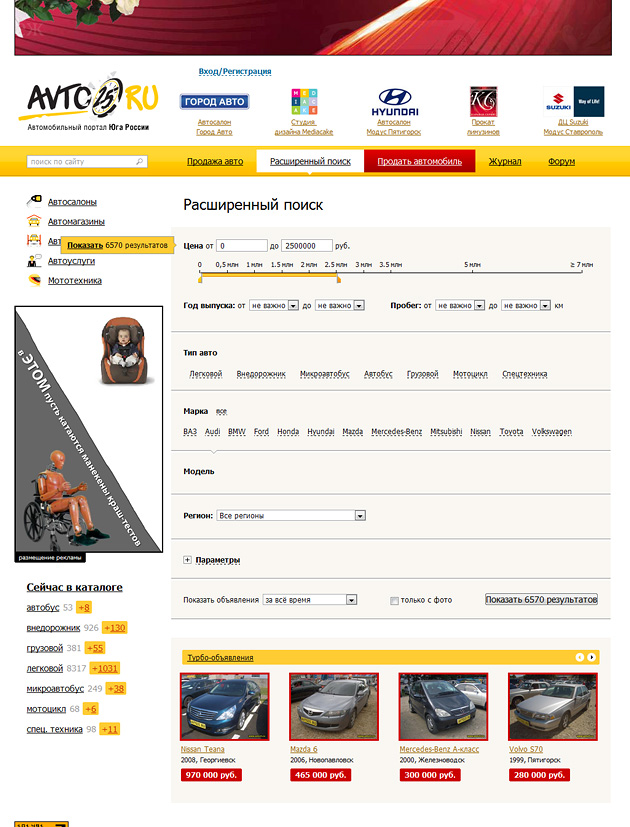 Вход/Регистрация
AVTO25.RU
Автомобильный портал Юга России
ГОРОД АВТО
MEDIACAKE
HYUNDAI
SUZUKI
Way of Life!
Автосалон
Город Авто
Студия
дизайна Mediacake
Автосалон
Модус Пятигорск
Прокат
лимузинов
ДЦ Suzuki
Модус Ставрополь
поиск по сайту
Продажа авто
Расширенный поиск
Продать автомобиль
Журнал
Форум
Автосалоны
Автомагазины
Авт
Показать 6570 результатов
Автоуслуги
Мототехника
в ЭТОМ пусть катаются манекены краш-тестов
размещение рекламы
Сейчас в каталоге
автобус 53 +8
внедорожник 926 +130
грузовой 381 +55
легковой 8317 +1031
микроавтобус 249 +38
мотоцикл 68 +6
спец. техника 98 +11
Расширенный поиск
Цена от 0 до 2500000 руб.
0 0,5 млн 1 млн 1.5 млн 2 млн 2.5 млн 3 млн 3.5 млн 5 млн ≥ 7 млн
Год выпуска: от не важно до не важно Пробег: от не важно до не важно км
Тип авто
Легковой Внедорожник Микроавтобус Автобус Грузовой Мотоцикл Спецтехника
Марка все
ВАЗ Audi BMW Ford Honda Hyundai Mazda Mercedes-Benz Mitsubishi Nissan Toyota Volkswagen
Модель
Регион: Все регионы
Параметры
Показать объявления за всё время только с фото Показать 6570 результатов
Турбо-объявления
Nissan Teana
2008, Георгиевск
970 000 руб.
Mazda 6
2006, Новопавловск
465 000 руб.
Mercedes-Benz A-класс
2000, Железноводск
300 000 руб.
Volvo S70
1999, Пятигорск
280 000 руб.